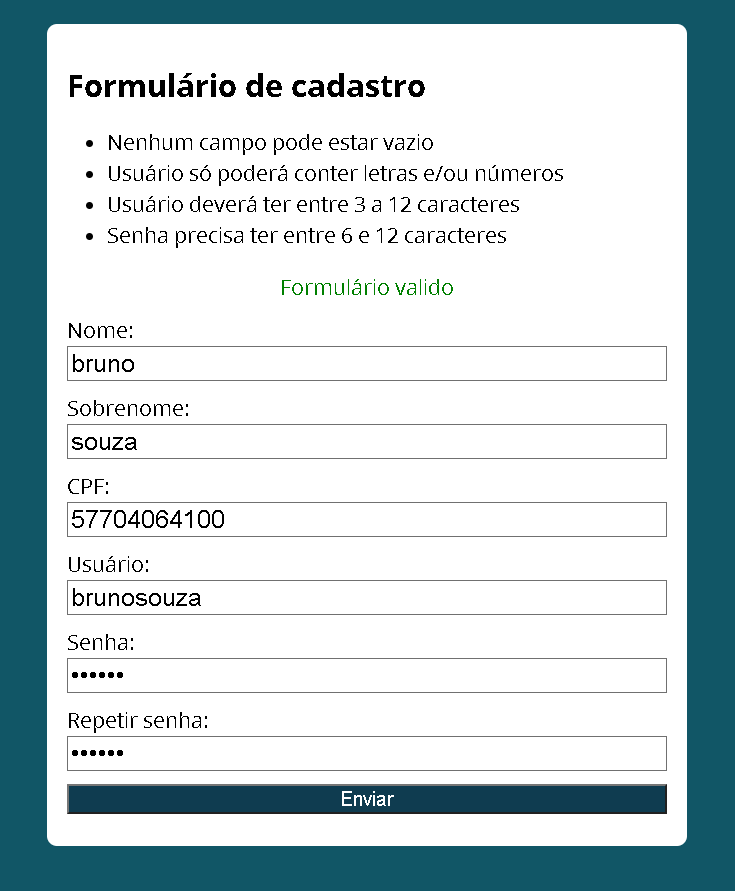 Formulário de cadastro
Nenhum campo pode estar vazio
Usuário só poderá conter letras e/ou números
Usuário deverá ter entre 3 a 12 caracteres
Senha precisa ter entre 6 e 12 caracteres
Formulário valido
Nome:
bruno
Sobrenome:
souza
CPF:
57704064100
Usuário:
brunosouza
Senha:
••••••
Repetir senha:
••••••
Enviar